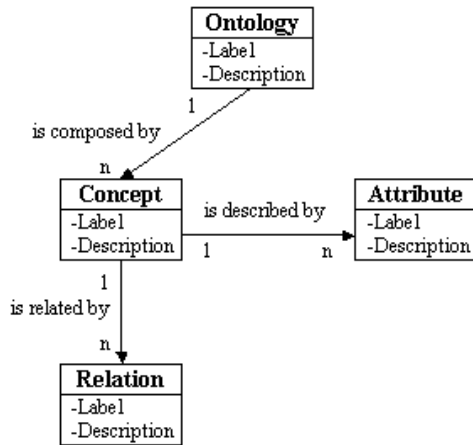 Ontology
-Label
-Description
1
is composed by
n
Concept
-Label
-Description
is described by
1
n
Attribute
-Label
-Description
1
is related by
n
Relation
-Label
-Description